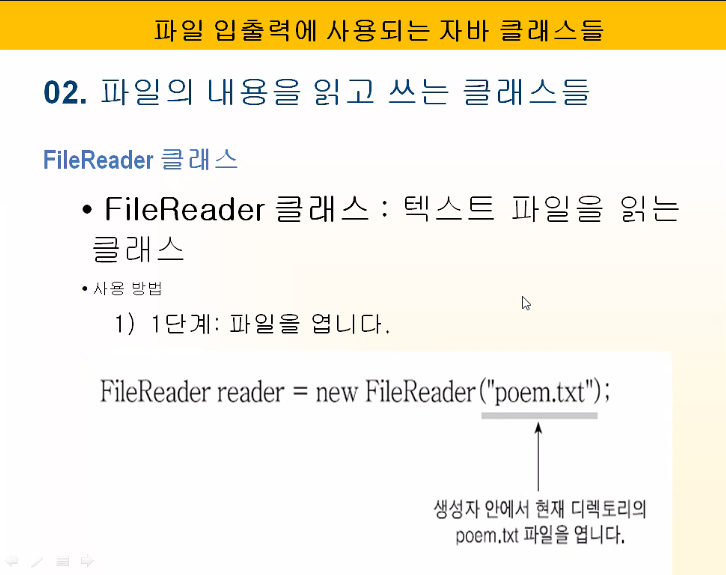 파일 입출력에 사용되는 자바 클래스들
02. 파일의 내용을 읽고 쓰는 클래스들
FileReader 클래스
• FileReader 클래스 : 텍스트 파일을 읽는
클래스
• 사용 방법
1) 1단계: 파일을 엽니다.
FileReader reader = new FileReader("poem.txt");
생성자 안에서 현재 디렉토리의
poem.txt 파일을 엽니다.